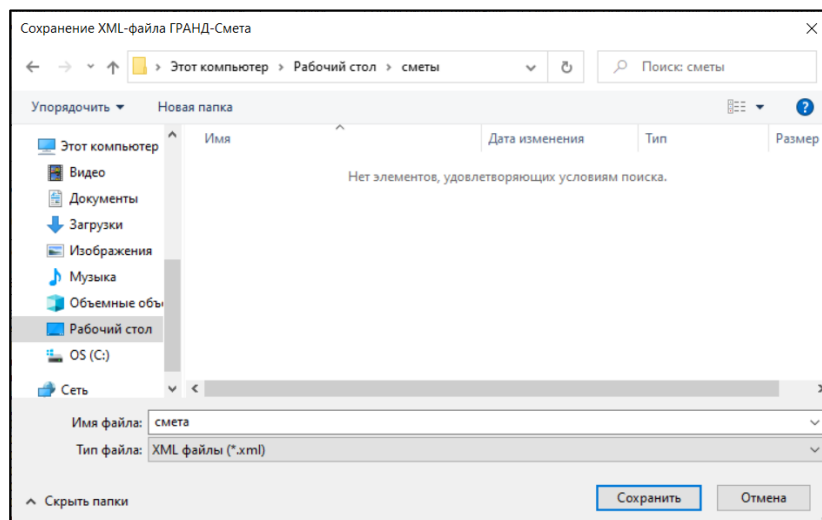 Сохранение XML-файла ГРАНД-Смета
Этот компьютер > Рабочий стол > сметы
Поиск: сметы
Упорядочить
Новая папка
Имя
Дата изменения
Тип
Размер
Нет элементов, удовлетворяющих условиям поиска.
Этот компьютер
Видео
Документы
Загрузки
Изображения
Музыка
Объемные объ
Рабочий стол
OS (C:)
Сеть
Имя файла: смета
Тип файла: XML файлы (*.xml)
Скрыть папки
Сохранить
Отмена